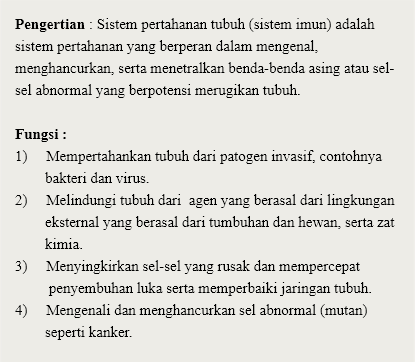 Pengertian : Sistem pertahanan tubuh (sistem imun) adalah
sistem pertahanan yang berperan dalam mengenal,
menghancurkan, serta menetralkan benda-benda asing atau sel-
sel abnormal yang berpotensi merugikan tubuh.
Fungsi :
1) Mempertahankan tubuh dari patogen invasif, contohnya
bakteri dan virus.
2) Melindungi tubuh dari agen yang berasal dari lingkungan
eksternal yang berasal dari tumbuhan dan hewan, serta zat
kimia.
3) Menyingkirkan sel-sel yang rusak dan mempercepat
penyembuhan luka serta memperbaiki jaringan tubuh.
4) Mengenali dan menghancurkan sel abnormal (mutan)
seperti kanker.